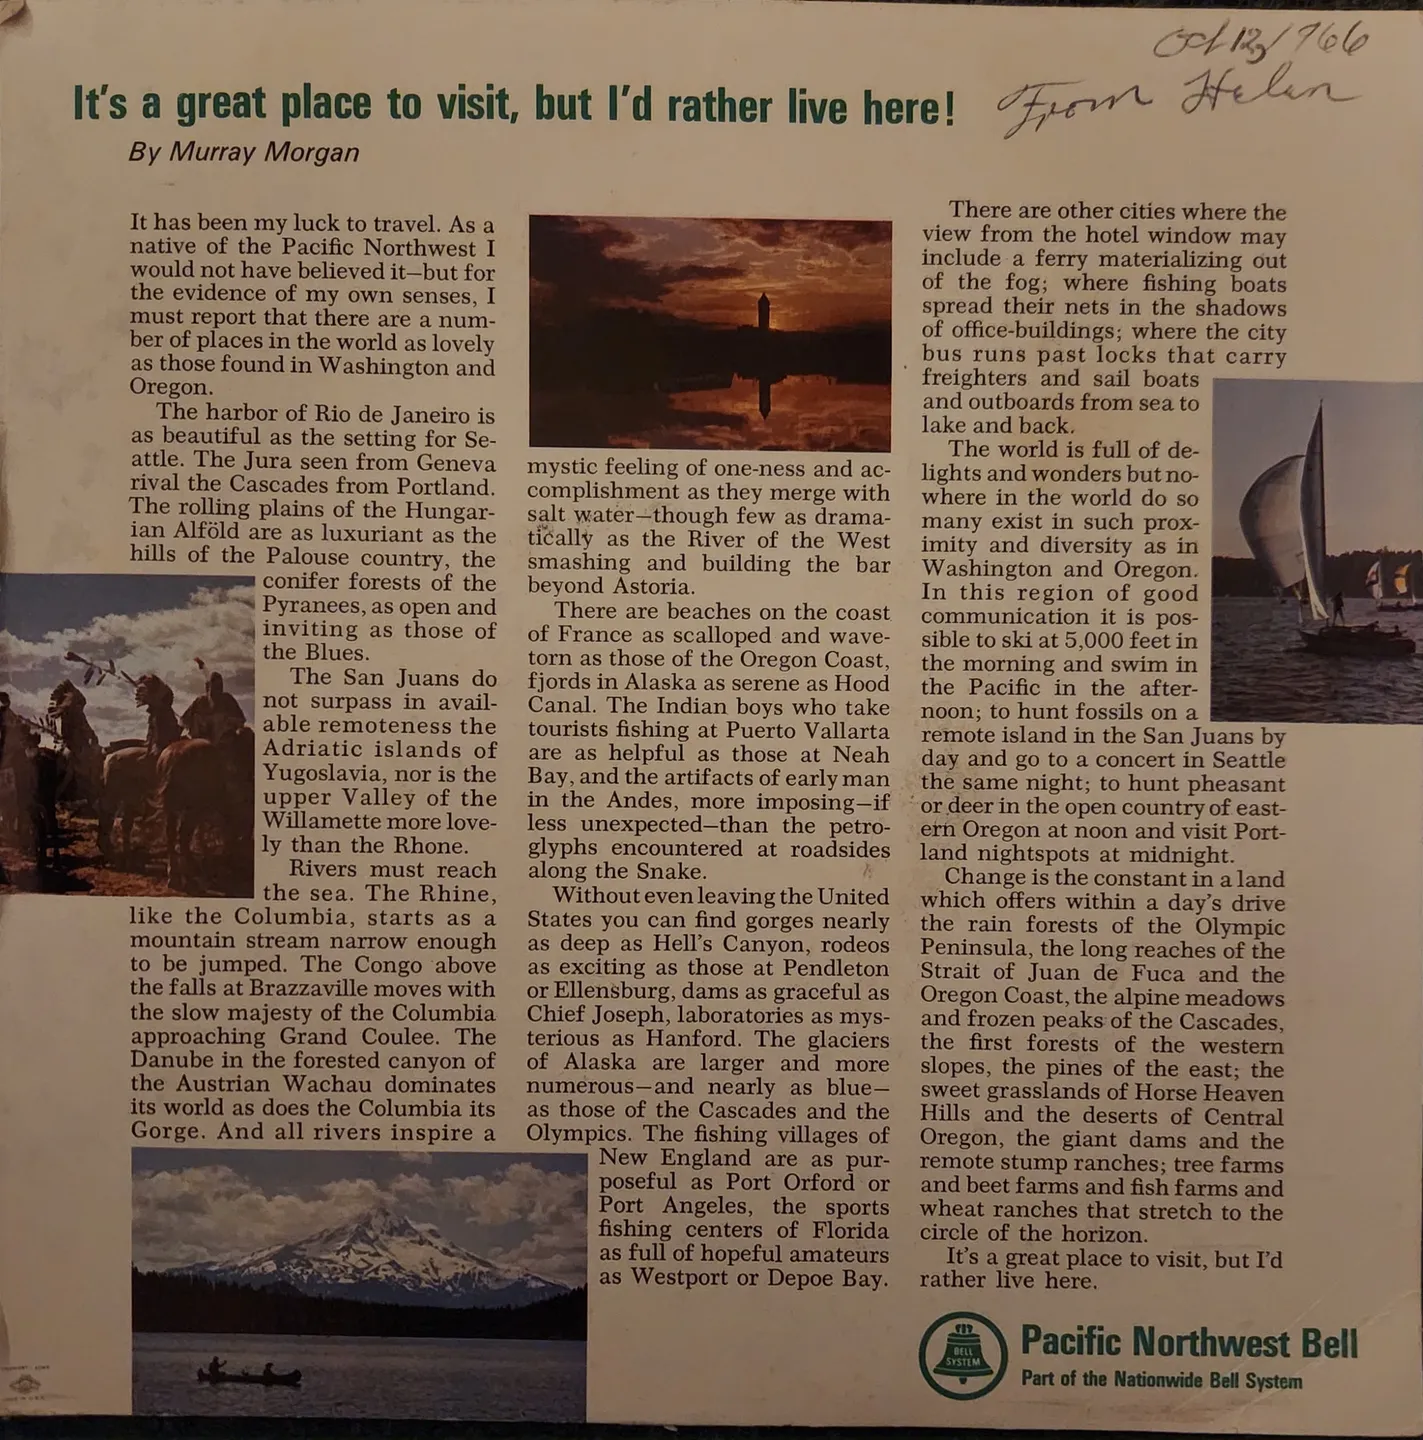 Oct 12, 1966
From Helen
It's a great place to visit, but I'd rather live here!
By Murray Morgan
It has been my luck to travel. As a
native of the Pacific Northwest I
would not have believed it—but for
the evidence of my own senses, I
must report that there are a num-
ber of places in the world as lovely
as those found in Washington and
Oregon.
The harbor of Rio de Janeiro is
as beautiful as the setting for Se-
attle. The Jura seen from Geneva
rival the Cascades from Portland.
The rolling plains of the Hungar-
ian Alföld are as luxuriant as the
hills of the Palouse country, the
conifer forests of the
Pyranees, as open and
inviting as those of
the Blues.
The San Juans do
not surpass in avail-
able remoteness the
Adriatic islands of
Yugoslavia, nor is the
upper Valley of the
Willamette more love-
ly than the Rhone.
Rivers must reach
the sea. The Rhine,
like the Columbia, starts as a
mountain stream narrow enough
to be jumped. The Congo above
the falls at Brazzaville moves with
the slow majesty of the Columbia
approaching Grand Coulee. The
Danube in the forested canyon of
the Austrian Wachau dominates
its world as does the Columbia its
Gorge. And all rivers inspire a
mystic feeling of one-ness and ac-
complishment as they merge with
salt water—though few as drama-
tically as the River of the West
smashing and building the bar
beyond Astoria.
There are beaches on the coast
of France as scalloped and wave-
torn as those of the Oregon Coast,
fjords in Alaska as serene as Hood
Canal. The Indian boys who take
tourists fishing at Puerto Vallarta
are as helpful as those at Neah
Bay, and the artifacts of early man
in the Andes, more imposing—if
less unexpected—than the petro-
glyphs encountered at roadsides
along the Snake.
Without even leaving the United
States you can find gorges nearly
as deep as Hell's Canyon, rodeos
as exciting as those at Pendleton
or Ellensburg, dams as graceful as
Chief Joseph, laboratories as mys-
terious as Hanford. The glaciers
of Alaska are larger and more
numerous—and nearly as blue—
as those of the Cascades and the
Olympics. The fishing villages of
New England are as pur-
poseful as Port Orford or
Port Angeles, the sports
fishing centers of Florida
as full of hopeful amateurs
as Westport or Depoe Bay.
There are other cities where the
view from the hotel window may
include a ferry materializing out
of the fog; where fishing boats
spread their nets in the shadows
of office-buildings; where the city
bus runs past locks that carry
freighters and sail boats
and outboards from sea to
lake and back.
The world is full of de-
lights and wonders but no-
where in the world do so
many exist in such prox-
imity and diversity as in
Washington and Oregon.
In this region of good
communication it is pos-
sible to ski at 5,000 feet in
the morning and swim in
the Pacific in the after-
noon; to hunt fossils on a
remote island in the San Juans by
day and go to a concert in Seattle
the same night; to hunt pheasant
or deer in the open country of east-
ern Oregon at noon and visit Port-
land nightspots at midnight.
Change is the constant in a land
which offers within a day's drive
the rain forests of the Olympic
Peninsula, the long reaches of the
Strait of Juan de Fuca and the
Oregon Coast, the alpine meadows
and frozen peaks of the Cascades,
the first forests of the western
slopes, the pines of the east; the
sweet grasslands of Horse Heaven
Hills and the deserts of Central
Oregon, the giant dams and the
remote stump ranches; tree farms
and beet farms and fish farms and
wheat ranches that stretch to the
circle of the horizon.
It's a great place to visit, but I'd
rather live here.
BELL
SYSTEM
Pacific Northwest Bell
Part of the Nationwide Bell System